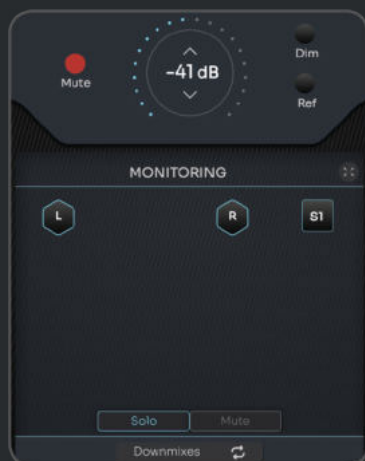 -41 dB
Dim
Mute
Ref
MONITORING
L R S1
Solo Mute
Downmixes